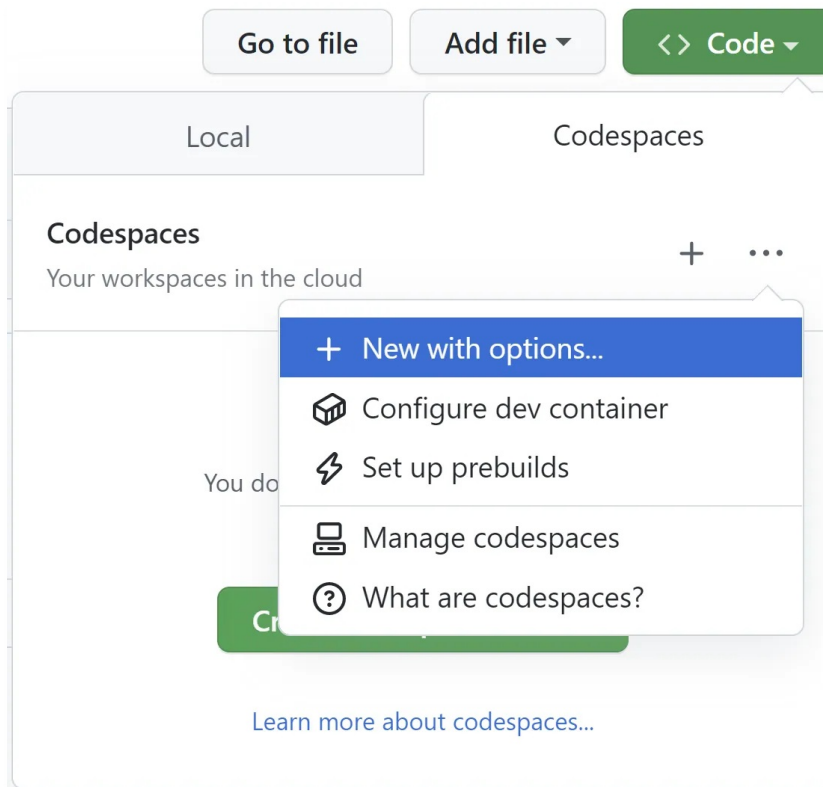 Go to file
Add file
<> Code
Local
Codespaces
Codespaces
Your workspaces in the cloud
New with options...
Configure dev container
Set up prebuilds
You do
Manage codespaces
What are codespaces?
Learn more about codespaces...